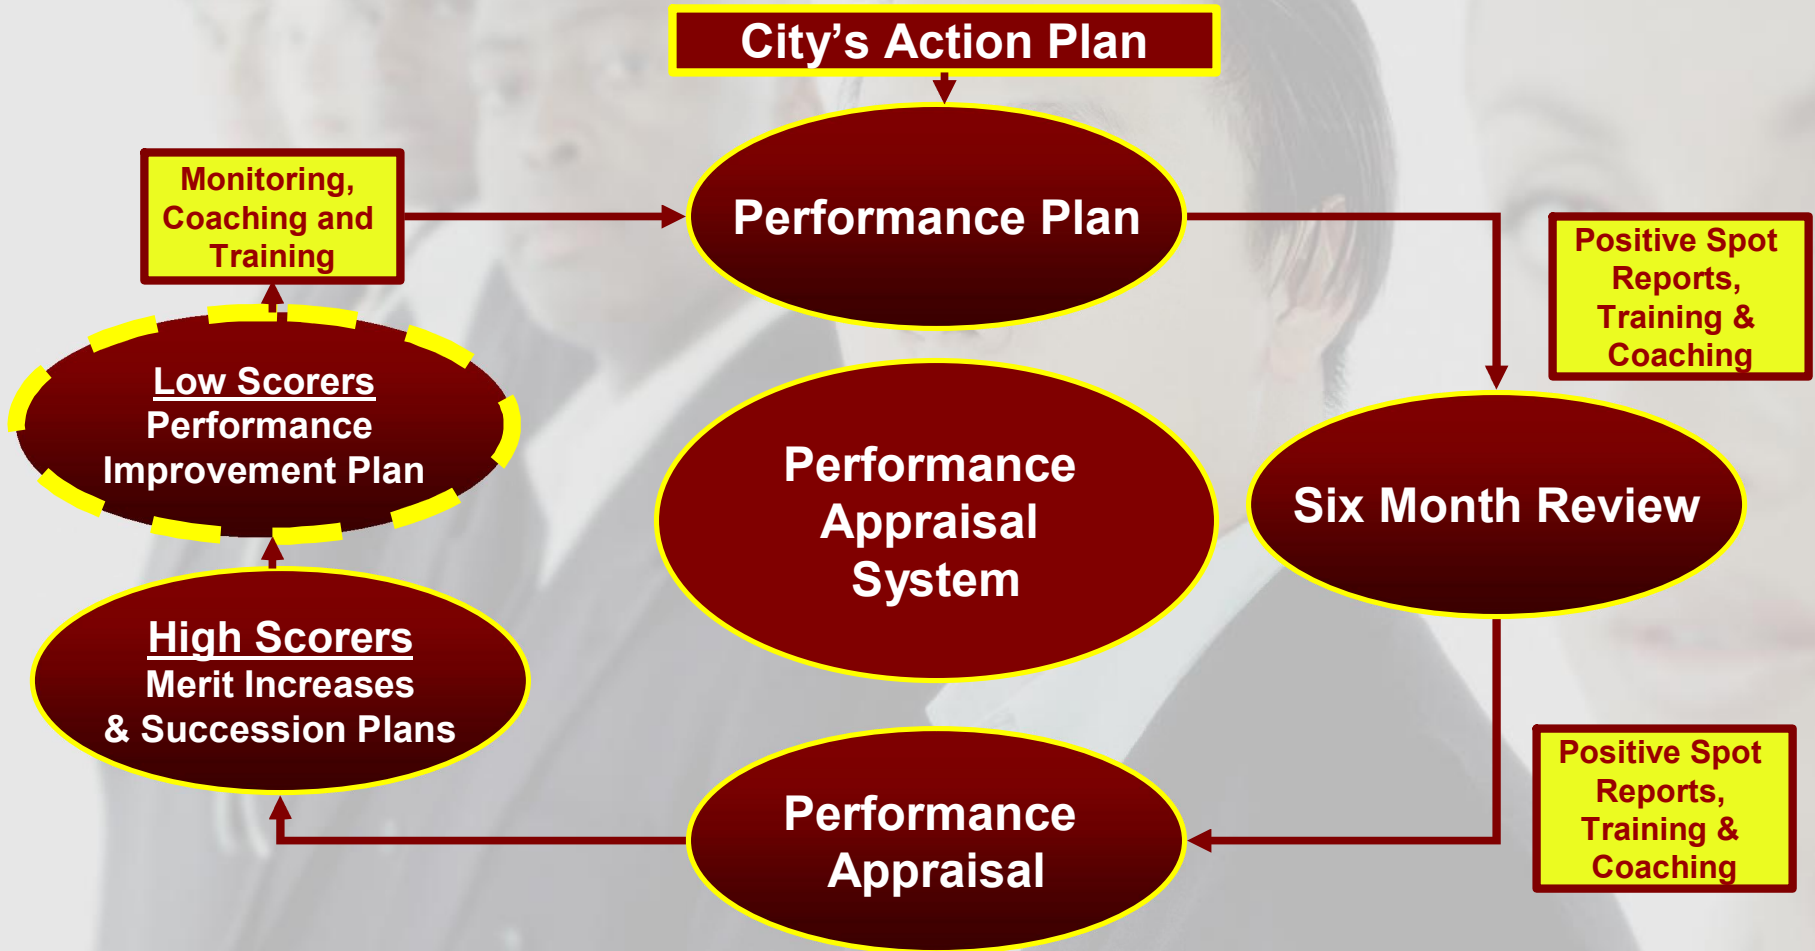 City's Action Plan
Performance Plan
Monitoring,
Coaching and
Training
Positive Spot
Reports,
Training &
Coaching
Low Scorers
Performance
Improvement Plan
Performance
Appraisal
System
Six Month Review
High Scorers
Merit Increases
& Succession Plans
Performance
Appraisal
Positive Spot
Reports,
Training &
Coaching